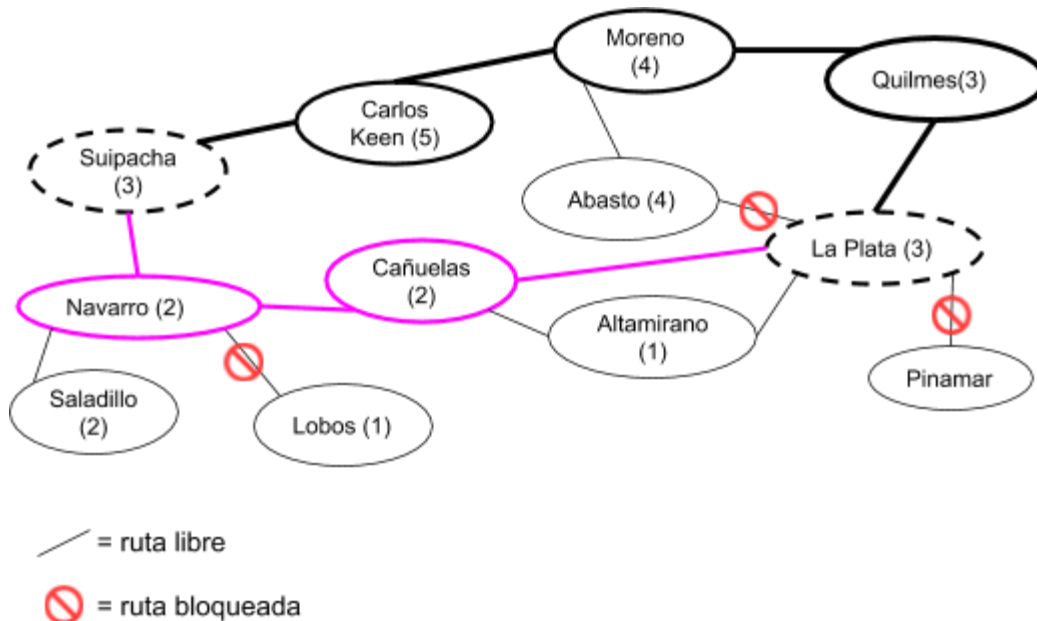 Moreno
(4)
Quilmes(3)
Carlos
Keen (5)
Suipacha
(3)
Abasto (4)
La Plata (3)
Cañuelas
(2)
Navarro (2)
Altamirano
(1)
Pinamar
Saladillo
(2)
Lobos (1)
= ruta libre
= ruta bloqueada